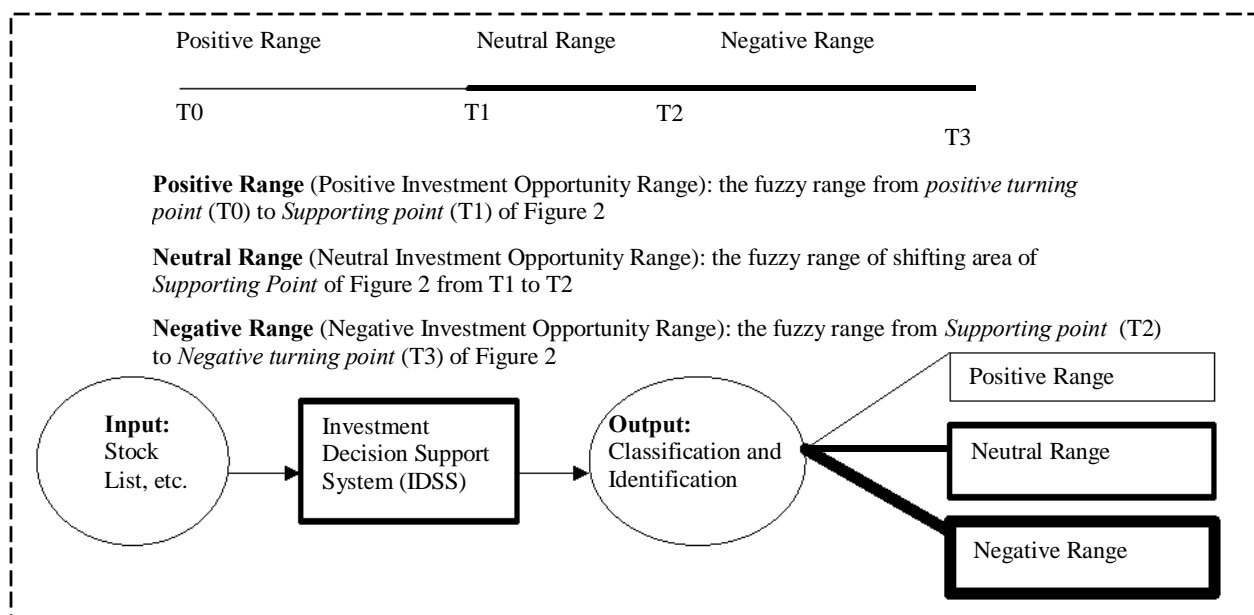 Positive Range Neutral Range Negative Range
T0 T1 T2
T3
Positive Range (Positive Investment Opportunity Range): the fuzzy range from positive turning
point (T0) to Supporting point (T1) of Figure 2
Neutral Range (Neutral Investment Opportunity Range): the fuzzy range of shifting area of
Supporting Point of Figure 2 from T1 to T2
Negative Range (Negative Investment Opportunity Range): the fuzzy range from Supporting point (T2)
to Negative turning point (T3) of Figure 2
Input:
Stock
List, etc.
Investment
Decision Support
System (IDSS)
Output:
Classification and
Identification
Positive Range
Neutral Range
Negative Range